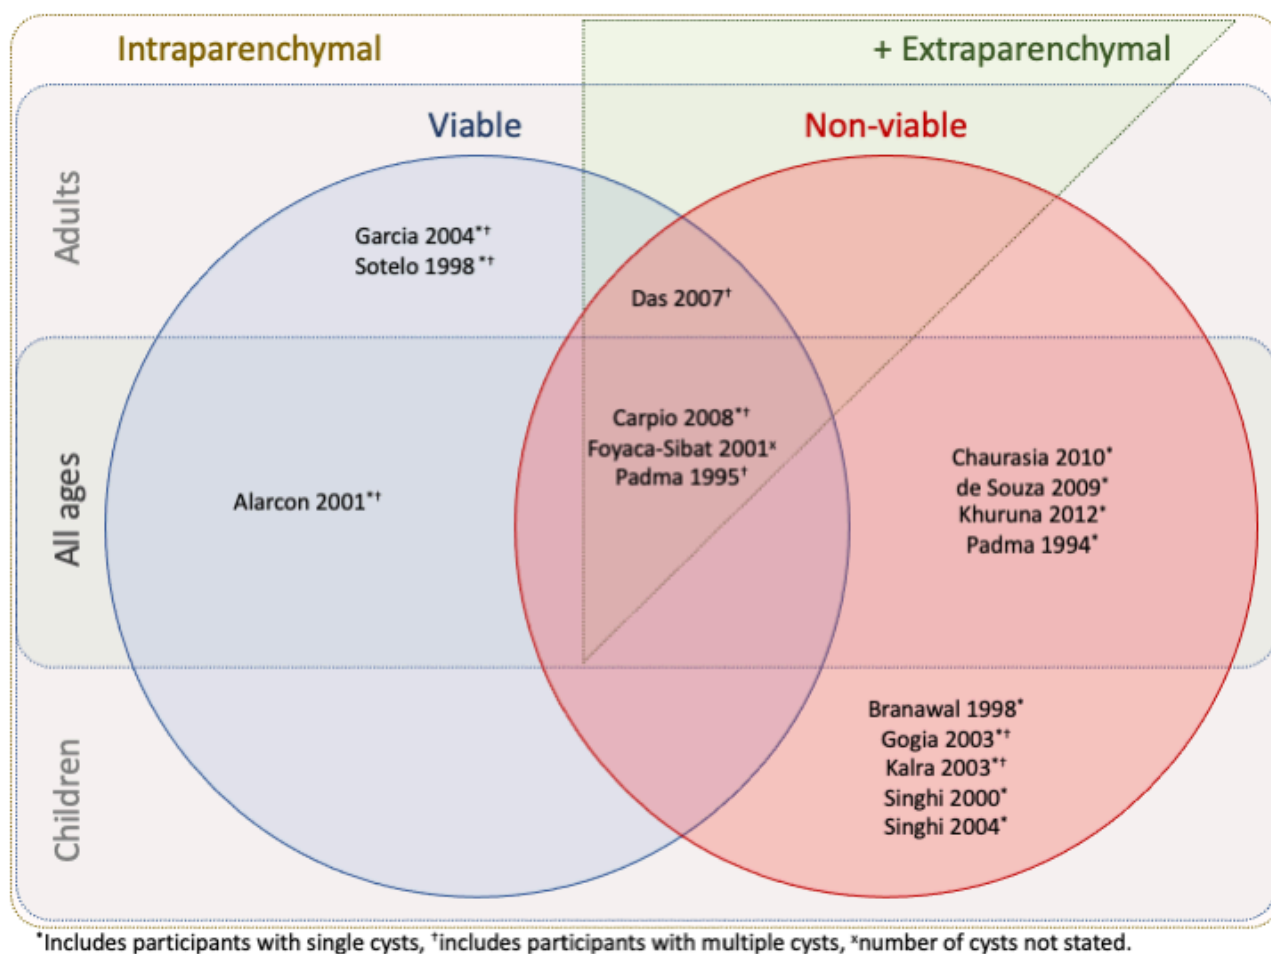 Intraparenchymal
+ Extraparenchymal
Viable
Non-viable
Adults
Garcia 2004*†
Sotelo 1998 *†
Das 2007†
All ages
Carpio 2008*†
Foyaca-Sibat 2001ˣ
Padma 1995†
Alarcon 2001*†
Chaurasia 2010*
de Souza 2009*
Khuruna 2012*
Padma 1994*
Children
Branawal 1998*
Gogia 2003*†
Kalra 2003*†
Singhi 2000*
Singhi 2004*
*Includes participants with single cysts, †includes participants with multiple cysts, ˣnumber of cysts not stated.